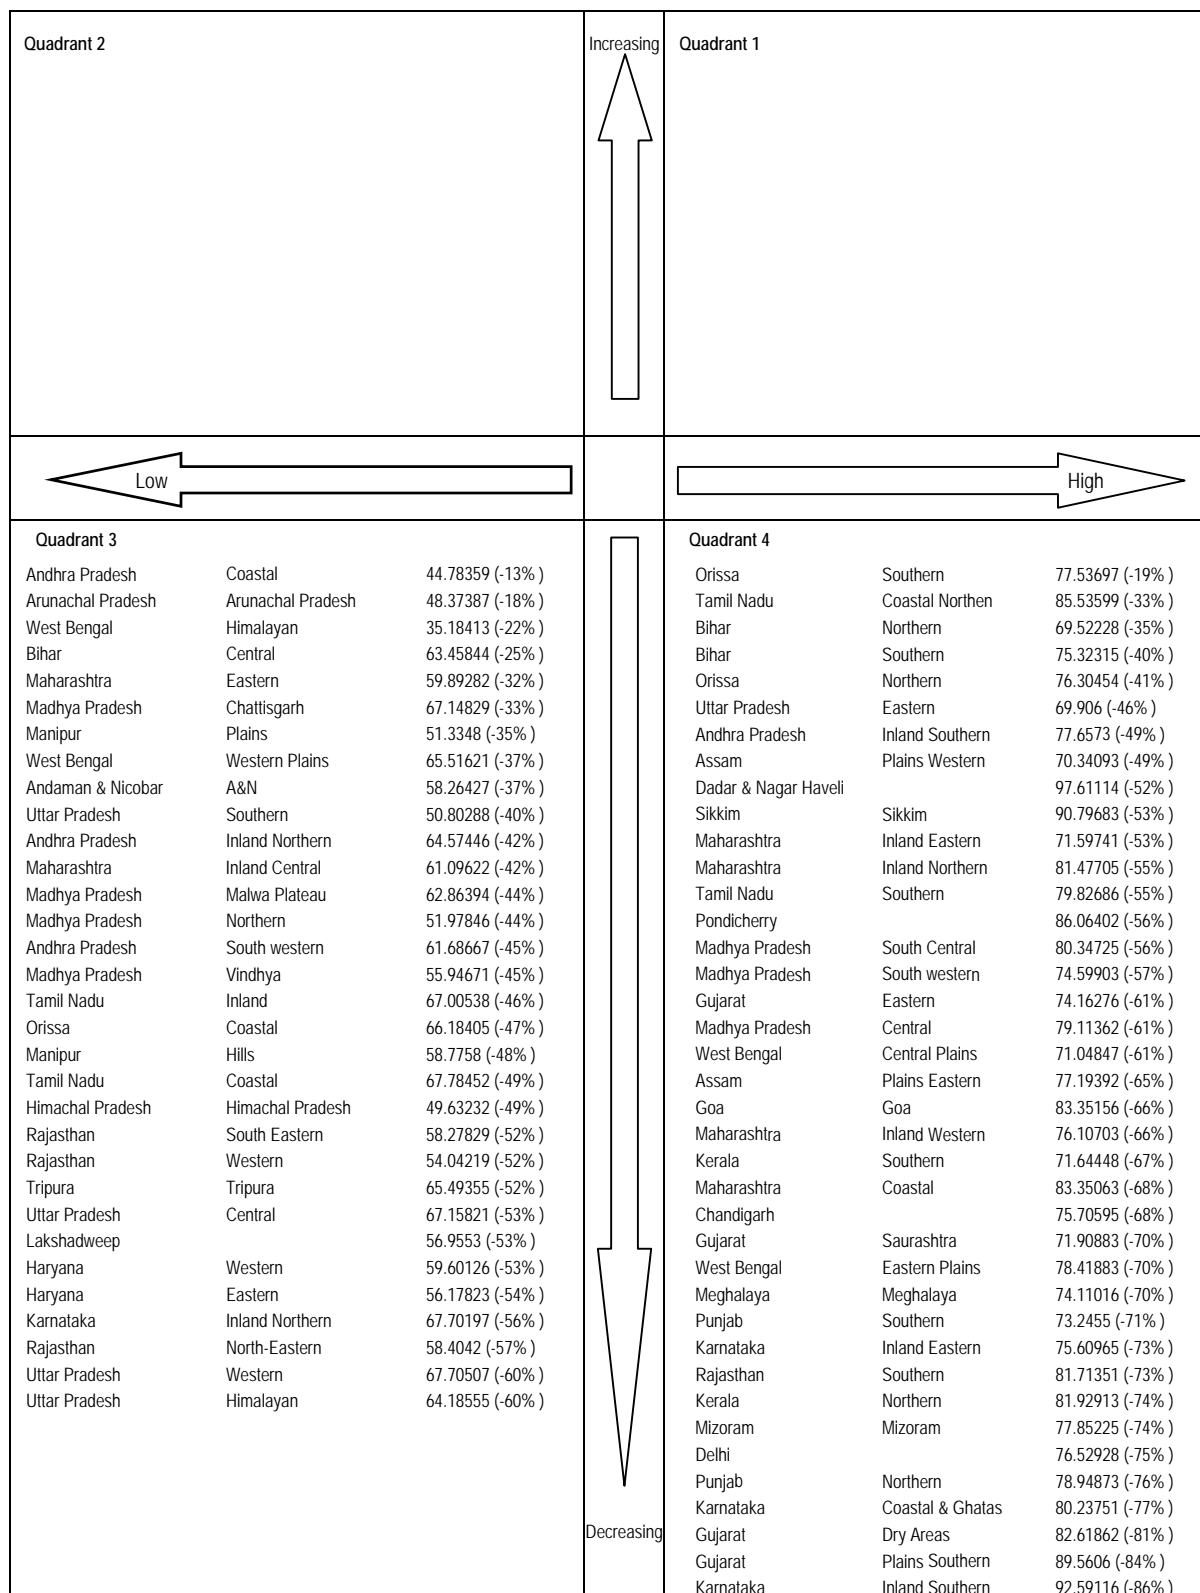 Quadrant 2
Increasing
Quadrant 1
Low
High
Quadrant 3
Andhra Pradesh Coastal 44.78359 (-13% )
Arunachal Pradesh Arunachal Pradesh 48.37387 (-18% )
West Bengal Himalayan 35.18413 (-22% )
Bihar Central 63.45844 (-25% )
Maharashtra Eastern 59.89282 (-32% )
Madhya Pradesh Chattisgarh 67.14829 (-33% )
Manipur Plains 51.3348 (-35% )
West Bengal Western Plains 65.51621 (-37% )
Andaman & Nicobar A&N 58.26427 (-37% )
Uttar Pradesh Southern 50.80288 (-40% )
Andhra Pradesh Inland Northern 64.57446 (-42% )
Maharashtra Inland Central 61.09622 (-42% )
Madhya Pradesh Malwa Plateau 62.86394 (-44% )
Madhya Pradesh Northern 51.97846 (-44% )
Andhra Pradesh South western 61.68667 (-45% )
Madhya Pradesh Vindhya 55.94671 (-45% )
Tamil Nadu Inland 67.00538 (-46% )
Orissa Coastal 66.18405 (-47% )
Manipur Hills 58.7758 (-48% )
Tamil Nadu Coastal 67.78452 (-49% )
Himachal Pradesh Himachal Pradesh 49.63232 (-49% )
Rajasthan South Eastern 58.27829 (-52% )
Rajasthan Western 54.04219 (-52% )
Tripura Tripura 65.49355 (-52% )
Uttar Pradesh Central 67.15821 (-53% )
Lakshadweep 56.9553 (-53% )
Haryana Western 59.60126 (-53% )
Haryana Eastern 56.17823 (-54% )
Karnataka Inland Northern 67.70197 (-56% )
Rajasthan North-Eastern 58.4042 (-57% )
Uttar Pradesh Western 67.70507 (-60% )
Uttar Pradesh Himalayan 64.18555 (-60% )
Decreasing
Quadrant 4
Orissa Southern 77.53697 (-19% )
Tamil Nadu Coastal Northen 85.53599 (-33% )
Bihar Northern 69.52228 (-35% )
Bihar Southern 75.32315 (-40% )
Orissa Northern 76.30454 (-41% )
Uttar Pradesh Eastern 69.906 (-46% )
Andhra Pradesh Inland Southern 77.6573 (-49% )
Assam Plains Western 70.34093 (-49% )
Dadar & Nagar Haveli 97.61114 (-52% )
Sikkim Sikkim 90.79683 (-53% )
Maharashtra Inland Eastern 71.59741 (-53% )
Maharashtra Inland Northern 81.47705 (-55% )
Tamil Nadu Southern 79.82686 (-55% )
Pondicherry 86.06402 (-56% )
Madhya Pradesh South Central 80.34725 (-56% )
Madhya Pradesh South western 74.59903 (-57% )
Gujarat Eastern 74.16276 (-61% )
Madhya Pradesh Central 79.11362 (-61% )
West Bengal Central Plains 71.04847 (-61% )
Assam Plains Eastern 77.19392 (-65% )
Goa Goa 83.35156 (-66% )
Maharashtra Inland Western 76.10703 (-66% )
Kerala Southern 71.64448 (-67% )
Maharashtra Coastal 83.35063 (-68% )
Chandigarh 75.70595 (-68% )
Gujarat Saurashtra 71.90883 (-70% )
West Bengal Eastern Plains 78.41883 (-70% )
Meghalaya Meghalaya 74.11016 (-70% )
Punjab Southern 73.2455 (-71% )
Karnataka Inland Eastern 75.60965 (-73% )
Rajasthan Southern 81.71351 (-73% )
Kerala Northern 81.92913 (-74% )
Mizoram Mizoram 77.85225 (-74% )
Delhi 76.52928 (-75% )
Punjab Northern 78.94873 (-76% )
Karnataka Coastal & Ghatas 80.23751 (-77% )
Gujarat Dry Areas 82.61862 (-81% )
Gujarat Plains Southern 89.5606 (-84% )
Karnataka Inland Southern 92.59116 (-86% )